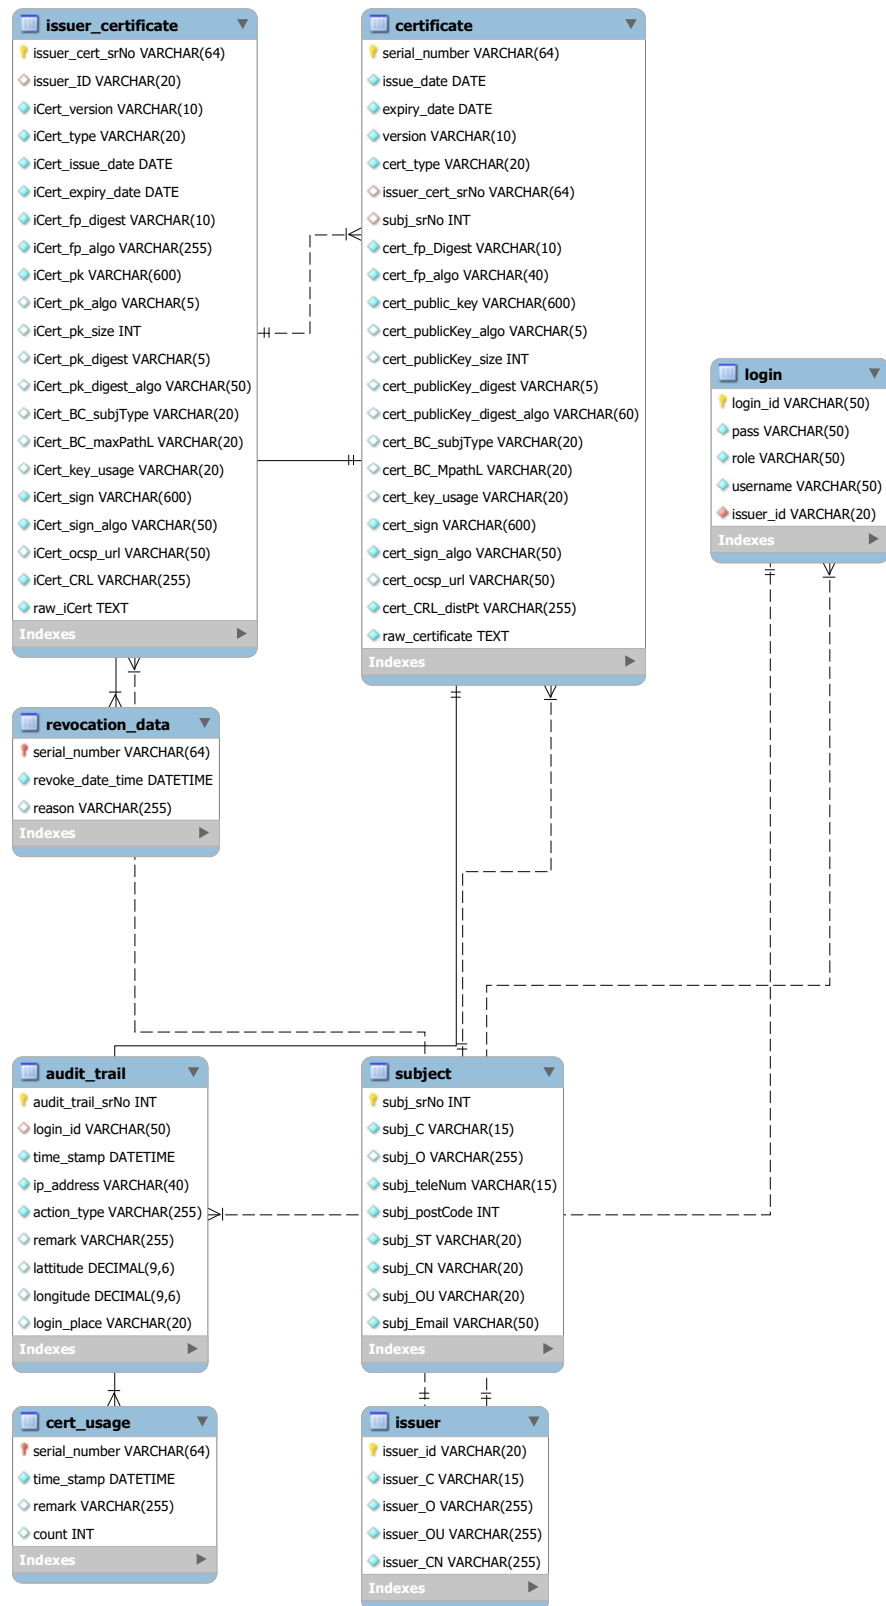 issuer_certificate
issuer_cert_srNo VARCHAR(64)
issuer_ID VARCHAR(20)
iCert_version VARCHAR(10)
iCert_type VARCHAR(20)
iCert_issue_date DATE
iCert_expiry_date DATE
iCert_fp_digest VARCHAR(10)
iCert_fp_algo VARCHAR(255)
iCert_pk VARCHAR(600)
iCert_pk_algo VARCHAR(5)
iCert_pk_size INT
iCert_pk_digest VARCHAR(5)
iCert_pk_digest_algo VARCHAR(50)
iCert_BC_subjType VARCHAR(20)
iCert_BC_maxPathL VARCHAR(20)
iCert_key_usage VARCHAR(20)
iCert_sign VARCHAR(600)
iCert_sign_algo VARCHAR(50)
iCert_ocsp_url VARCHAR(50)
iCert_CRL VARCHAR(255)
raw_iCert TEXT
Indexes
certificate
serial_number VARCHAR(64)
issue_date DATE
expiry_date DATE
version VARCHAR(10)
cert_type VARCHAR(20)
issuer_cert_srNo VARCHAR(64)
subj_srNo INT
cert_fp_Digest VARCHAR(10)
cert_fp_algo VARCHAR(40)
cert_public_key VARCHAR(600)
cert_publicKey_algo VARCHAR(5)
cert_publicKey_size INT
cert_publicKey_digest VARCHAR(5)
cert_publicKey_digest_algo VARCHAR(60)
cert_BC_subjType VARCHAR(20)
cert_BC_MpathL VARCHAR(20)
cert_key_usage VARCHAR(20)
cert_sign VARCHAR(600)
cert_sign_algo VARCHAR(50)
cert_ocsp_url VARCHAR(50)
cert_CRL_distPt VARCHAR(255)
raw_certificate TEXT
Indexes
login
login_id VARCHAR(50)
pass VARCHAR(50)
role VARCHAR(50)
username VARCHAR(50)
issuer_id VARCHAR(20)
Indexes
revocation_data
serial_number VARCHAR(64)
revoke_date_time DATETIME
reason VARCHAR(255)
Indexes
audit_trail
audit_trail_srNo INT
login_id VARCHAR(50)
time_stamp DATETIME
ip_address VARCHAR(40)
action_type VARCHAR(255)
remark VARCHAR(255)
lattitude DECIMAL(9,6)
longitude DECIMAL(9,6)
login_place VARCHAR(20)
Indexes
subject
subj_srNo INT
subj_C VARCHAR(15)
subj_O VARCHAR(255)
subj_teleNum VARCHAR(15)
subj_postCode INT
subj_ST VARCHAR(20)
subj_CN VARCHAR(20)
subj_OU VARCHAR(20)
subj_Email VARCHAR(50)
Indexes
cert_usage
serial_number VARCHAR(64)
time_stamp DATETIME
remark VARCHAR(255)
count INT
Indexes
issuer
issuer_id VARCHAR(20)
issuer_C VARCHAR(15)
issuer_O VARCHAR(255)
issuer_OU VARCHAR(255)
issuer_CN VARCHAR(255)
Indexes